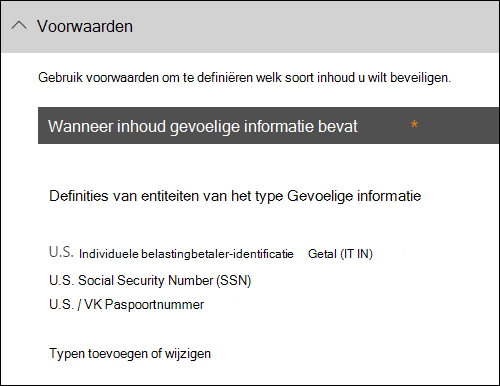 Voorwaarden
Gebruik voorwaarden om te definiëren welk soort inhoud u wilt beveiligen.
Wanneer inhoud gevoelige informatie bevat *
Definities van entiteiten van het type Gevoelige informatie
U.S. Individuele belastingbetaler-identificatie Getal (IT IN)
U.S. Social Security Number (SSN)
U.S. / VK Paspoortnummer
Typen toevoegen of wijzigen